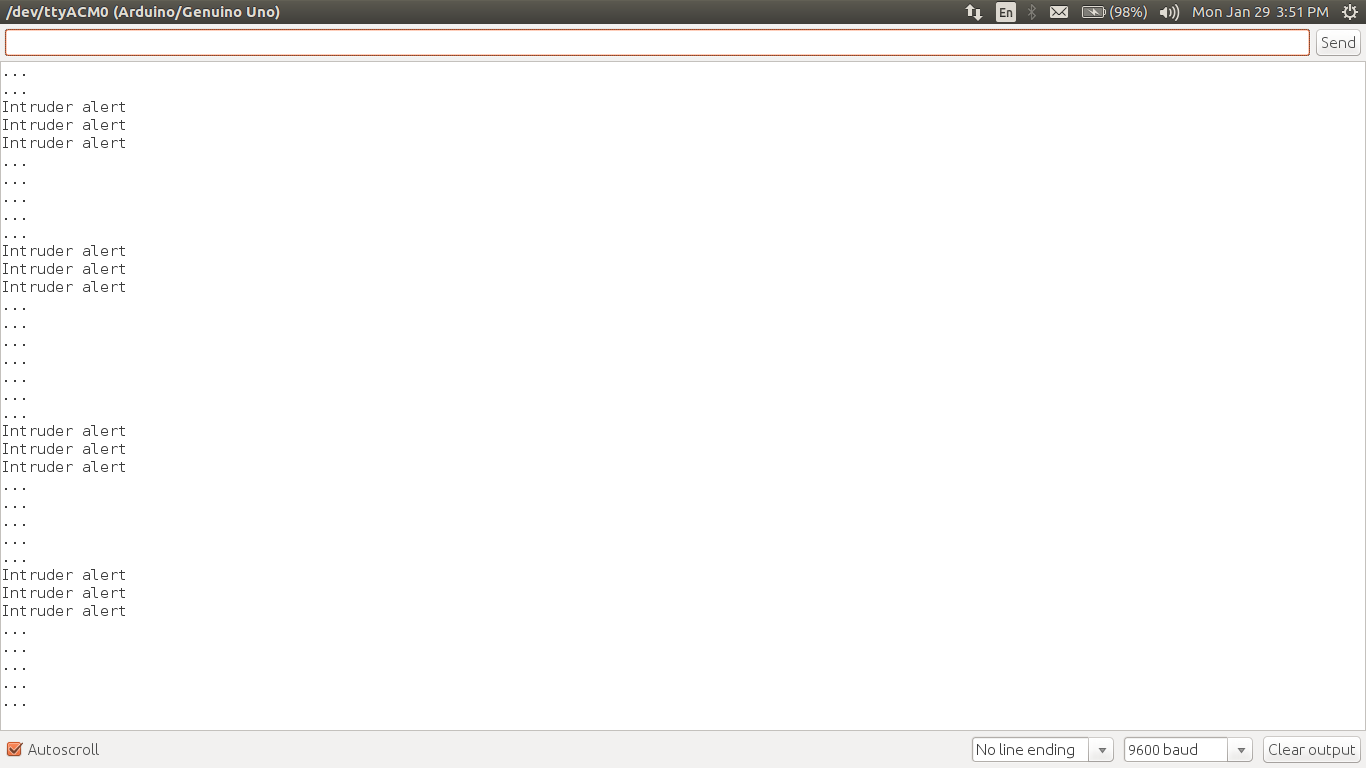 /dev/ttyACM0 (Arduino/Genuino Uno) En (98%) Mon Jan 29 3:51 PM
Send
...
...
Intruder alert
Intruder alert
Intruder alert
...
...
...
...
...
Intruder alert
Intruder alert
Intruder alert
...
...
...
...
...
...
...
Intruder alert
Intruder alert
Intruder alert
...
...
...
...
...
Intruder alert
Intruder alert
Intruder alert
...
...
...
...
...
Autoscroll No line ending 9600 baud Clear output